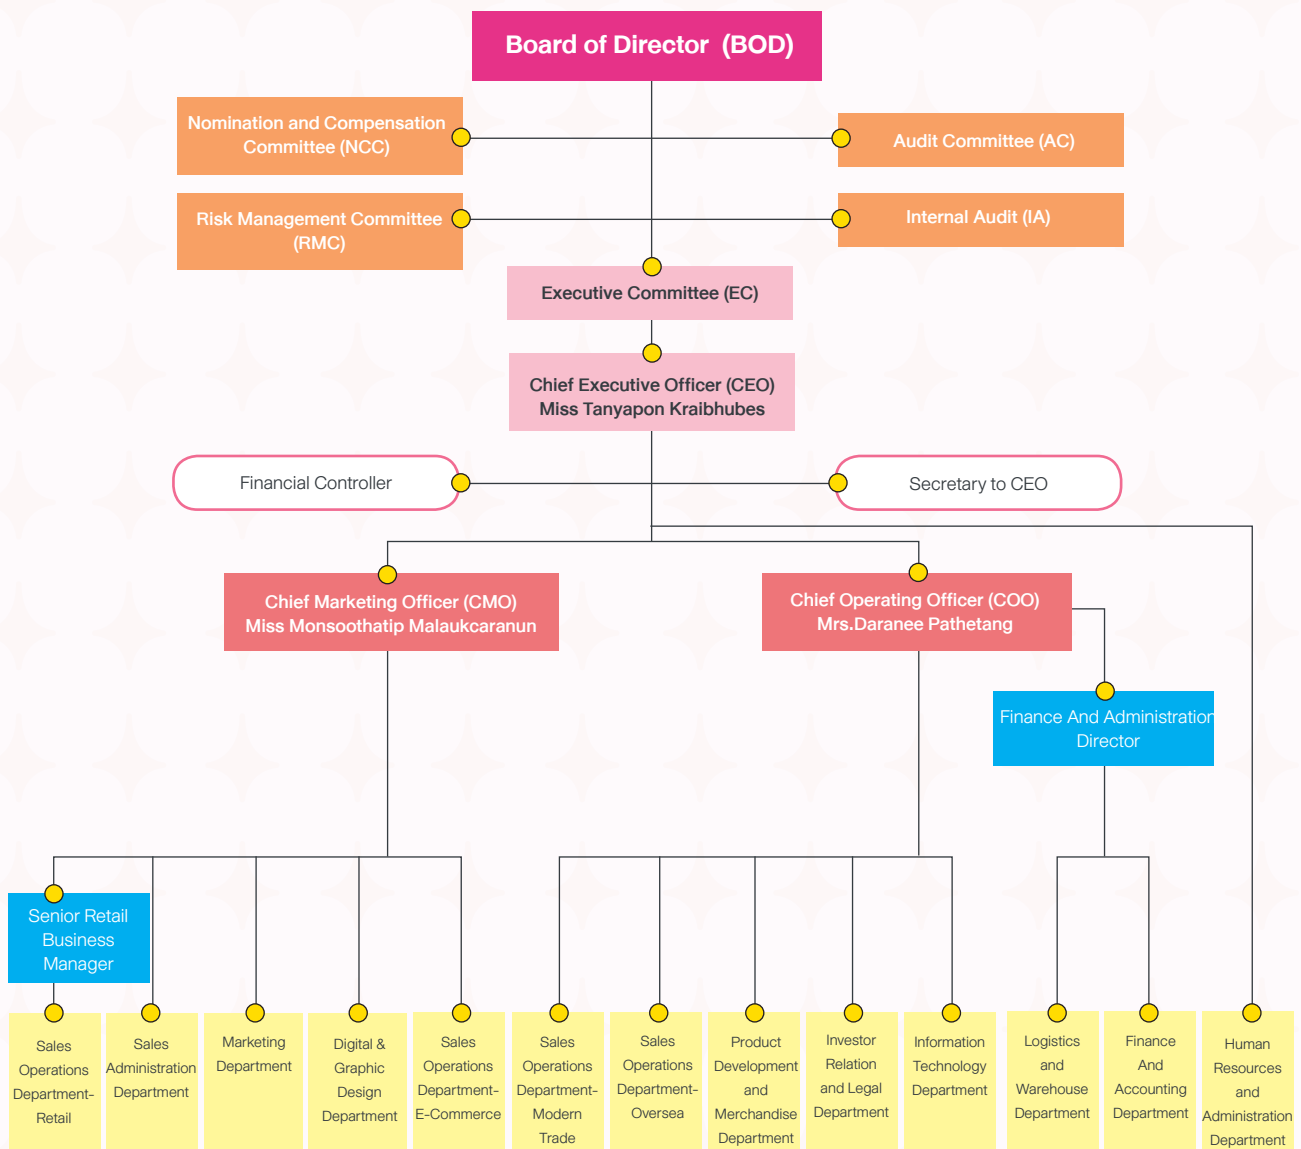 Board of Director (BOD)
Nomination and Compensation
Committee (NCC)
Audit Committee (AC)
Risk Management Committee
(RMC)
Internal Audit (IA)
Executive Committee (EC)
Chief Executive Officer (CEO)
Miss Tanyapon Kraibhubes
Financial Controller
Secretary to CEO
Chief Marketing Officer (CMO)
Miss Monsoothatip Malaukcaranun
Chief Operating Officer (COO)
Mrs.Daranee Pathetang
Finance And Administration
Director
Senior Retail
Business
Manager
Sales
Operations
Department-
Retail
Sales
Administration
Department
Marketing
Department
Digital &
Graphic
Design
Department
Sales
Operations
Department-
E-Commerce
Sales
Operations
Department-
Modern
Trade
Sales
Operations
Department-
Oversea
Product
Development
and
Merchandise
Department
Investor
Relation
and Legal
Department
Information
Technology
Department
Logistics
and
Warehouse
Department
Finance
And
Accounting
Department
Human
Resources
and
Administration
Department